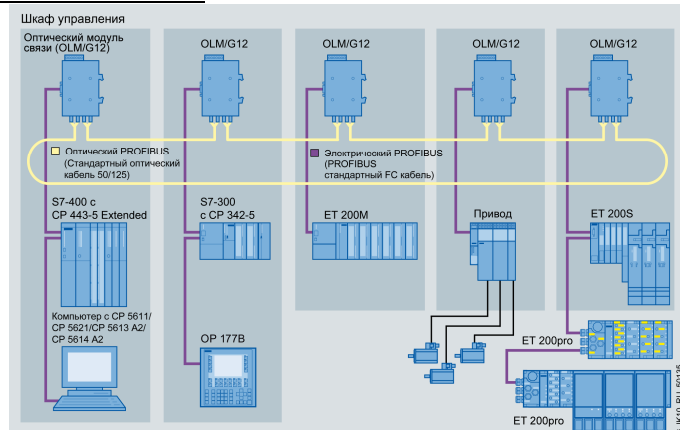 Шкаф управления
Оптический модуль
связи (OLM/G12)
OLM/G12
OLM/G12
OLM/G12
OLM/G12
Оптический PROFIBUS
(Стандартный оптический
кабель 50/125)
Электрический PROFIBUS
(PROFIBUS
стандартный FC кабель)
S7-400 с
CP 443-5 Extended
S7-300
с CP 342-5
ET 200M
Привод
ET 200S
Компьютер с CP 5611/
CP 5621/CP 5613 A2/
CP 5614 A2
OP 177B
ET 200pro
ET 200pro